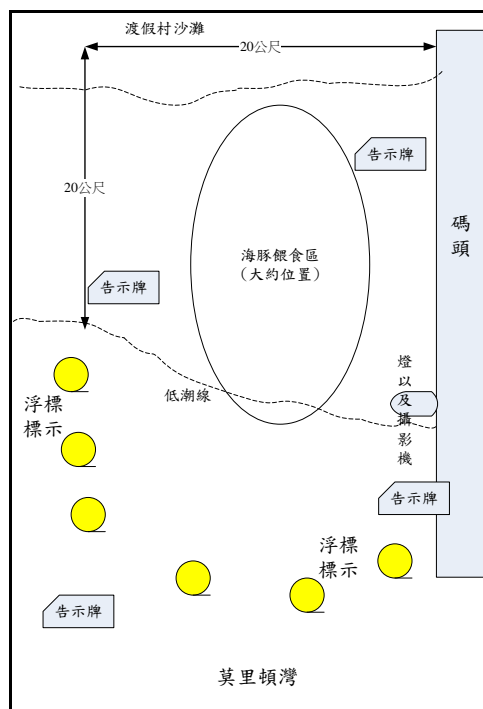 渡假村沙灘
20公尺
20公尺
告示牌
碼頭
海豚餵食區
（大約位置）
告示牌
燈以及攝影機
浮標
標示
低潮線
告示牌
浮標
標示
告示牌
莫里頓灣